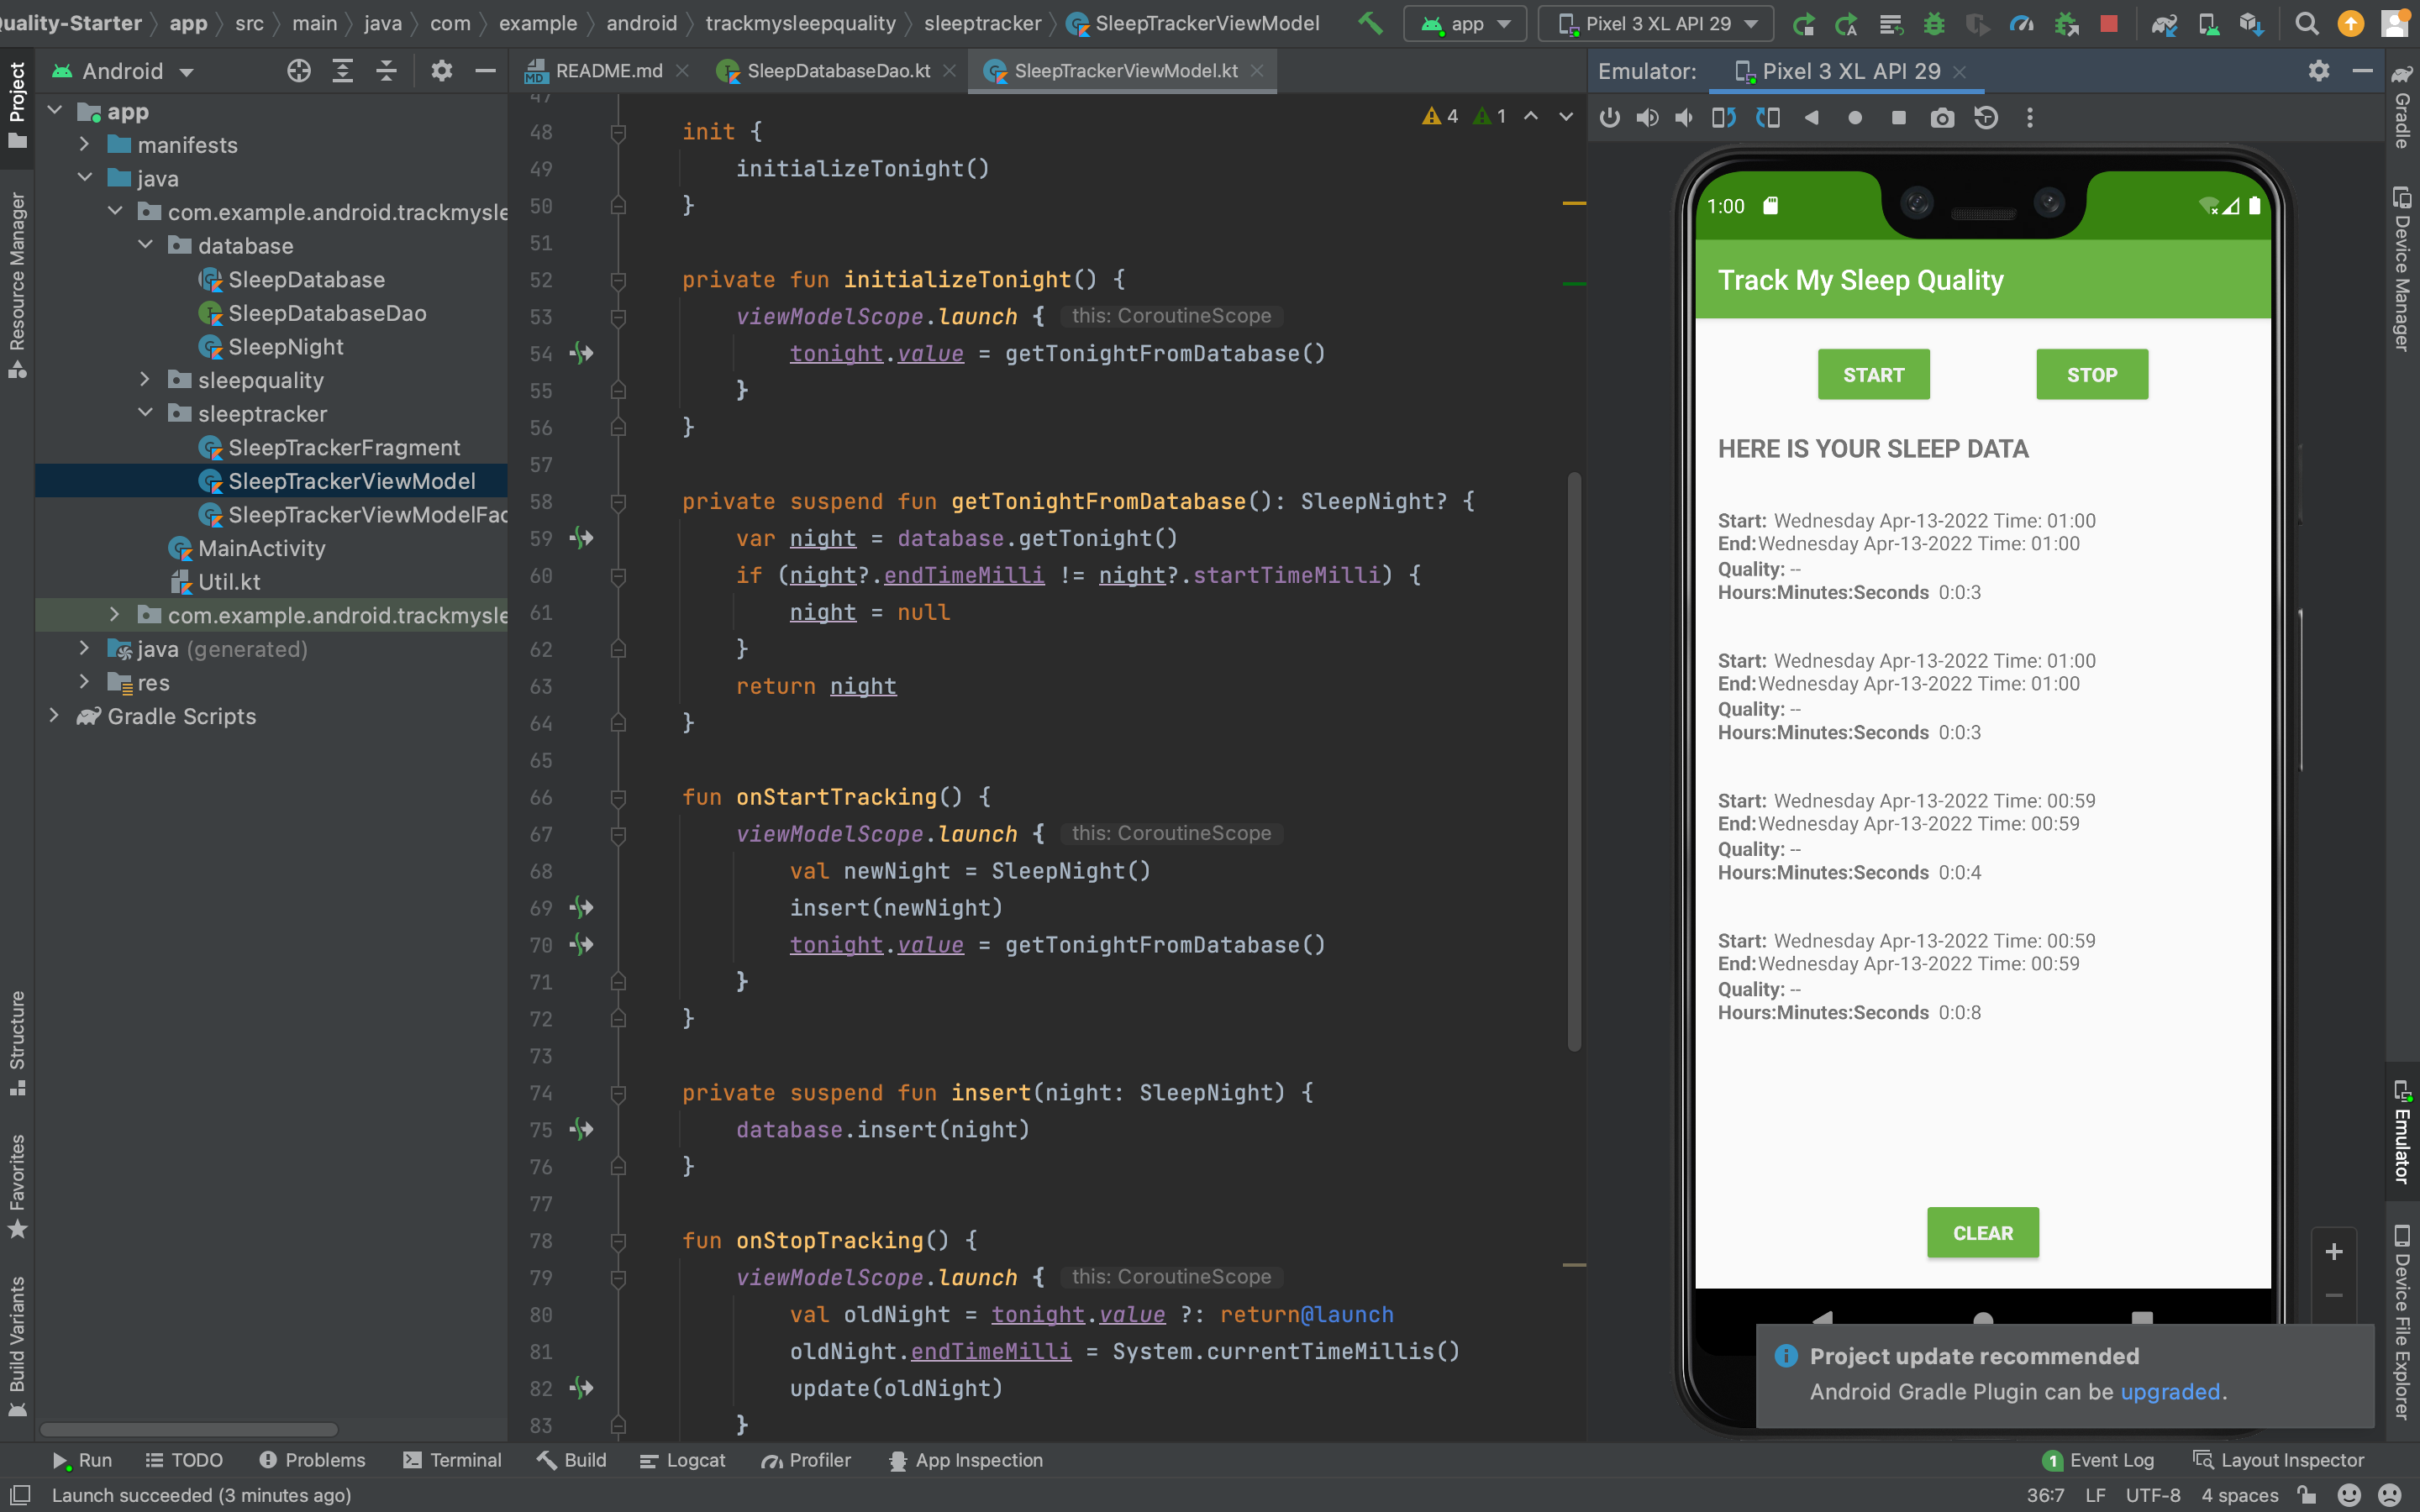 uality-Starter app src main java com example android trackmysleepquality sleeptracker SleepTrackerViewModel app Pixel 3 XL API 29
Project
Resource Manager
Structure
Favorites
Build Variants
Android
app
manifests
java
com.example.android.trackmysle
database
SleepDatabase
SleepDatabaseDao
SleepNight
sleepquality
sleeptracker
SleepTrackerFragment
SleepTrackerViewModel
SleepTrackerViewModelFac
MainActivity
Util.kt
com.example.android.trackmysle
java (generated)
res
Gradle Scripts
README.md SleepDatabaseDao.kt SleepTrackerViewModel.kt
4 1
47
48 init {
49 initializeTonight()
50 }
51
52 private fun initializeTonight() {
53 viewModelScope.launch { this: CoroutineScope
54 tonight.value = getTonightFromDatabase()
55 }
56 }
57
58 private suspend fun getTonightFromDatabase(): SleepNight? {
59 var night = database.getTonight()
60 if (night?.endTimeMilli != night?.startTimeMilli) {
61 night = null
62 }
63 return night
64 }
65
66 fun onStartTracking() {
67 viewModelScope.launch { this: CoroutineScope
68 val newNight = SleepNight()
69 insert(newNight)
70 tonight.value = getTonightFromDatabase()
71 }
72 }
73
74 private suspend fun insert(night: SleepNight) {
75 database.insert(night)
76 }
77
78 fun onStopTracking() {
79 viewModelScope.launch { this: CoroutineScope
80 val oldNight = tonight.value ?: return@launch
81 oldNight.endTimeMilli = System.currentTimeMillis()
82 update(oldNight)
83 }
Emulator: Pixel 3 XL API 29
1:00
Track My Sleep Quality
START STOP
HERE IS YOUR SLEEP DATA
Start: Wednesday Apr-13-2022 Time: 01:00
End:Wednesday Apr-13-2022 Time: 01:00
Quality: --
Hours:Minutes:Seconds 0:0:3
Start: Wednesday Apr-13-2022 Time: 01:00
End:Wednesday Apr-13-2022 Time: 01:00
Quality: --
Hours:Minutes:Seconds 0:0:3
Start: Wednesday Apr-13-2022 Time: 00:59
End:Wednesday Apr-13-2022 Time: 00:59
Quality: --
Hours:Minutes:Seconds 0:0:4
Start: Wednesday Apr-13-2022 Time: 00:59
End:Wednesday Apr-13-2022 Time: 00:59
Quality: --
Hours:Minutes:Seconds 0:0:8
CLEAR
Project update recommended
Android Gradle Plugin can be upgraded.
Gradle
Device Manager
Emulator
Device File Explorer
Run TODO Problems Terminal Build Logcat Profiler App Inspection 1 Event Log Layout Inspector
Launch succeeded (3 minutes ago) 36:7 LF UTF-8 4 spaces